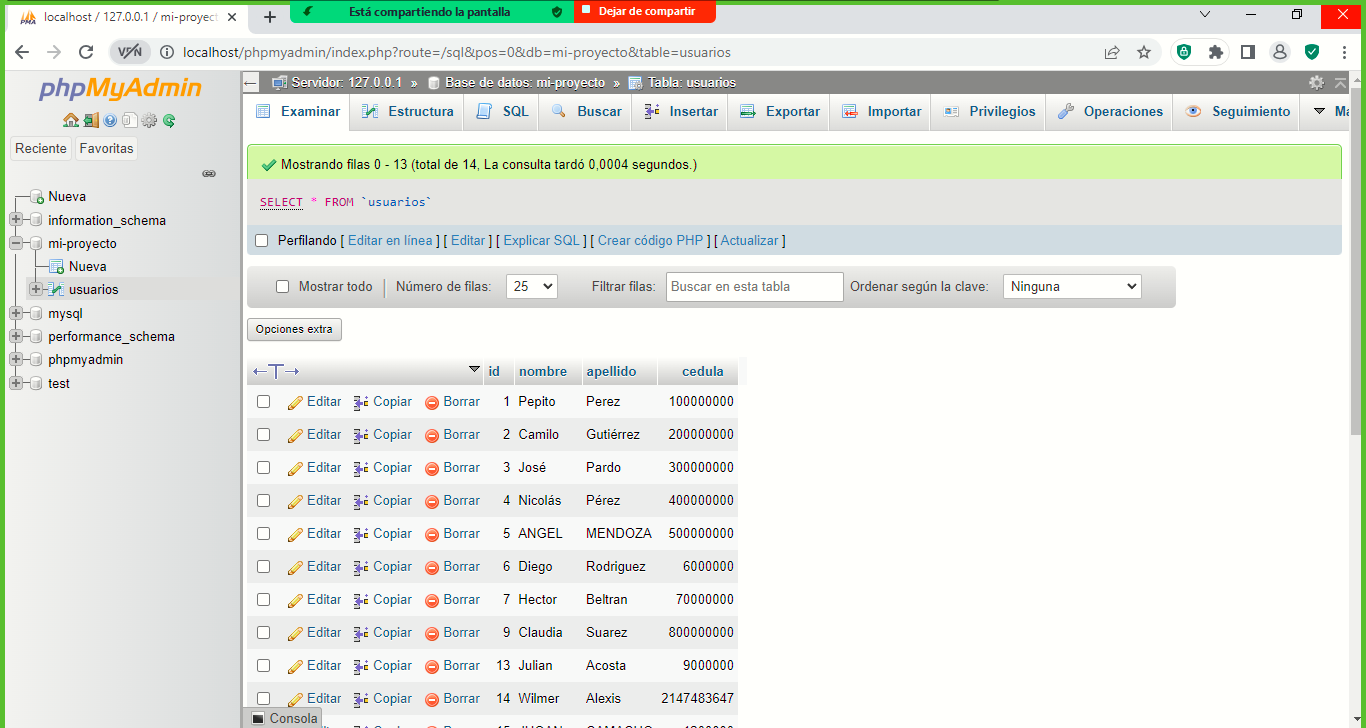 localhost / 127.0.0.1 / mi-proyect
Está compartiendo la pantalla
Dejar de compartir
VPN
localhost/phpmyadmin/index.php?route=/sql&pos=0&db=mi-proyecto&table=usuarios
phpMyAdmin
Reciente Favoritas
Nueva
information_schema
mi-proyecto
Nueva
usuarios
mysql
performance_schema
phpmyadmin
test
Servidor: 127.0.0.1 » Base de datos: mi-proyecto » Tabla: usuarios
Examinar Estructura SQL Buscar Insertar Exportar Importar Privilegios Operaciones Seguimiento Má
Mostrando filas 0 - 13 (total de 14, La consulta tardó 0,0004 segundos.)
SELECT * FROM `usuarios`
Perfilando [ Editar en línea ] [ Editar ] [ Explicar SQL ] [ Crear código PHP ] [ Actualizar ]
Mostrar todo Número de filas: 25 Filtrar filas: Buscar en esta tabla Ordenar según la clave: Ninguna
Opciones extra
←T→ id nombre apellido cedula
Editar Copiar Borrar 1 Pepito Perez 100000000
Editar Copiar Borrar 2 Camilo Gutiérrez 200000000
Editar Copiar Borrar 3 José Pardo 300000000
Editar Copiar Borrar 4 Nicolás Pérez 400000000
Editar Copiar Borrar 5 ANGEL MENDOZA 500000000
Editar Copiar Borrar 6 Diego Rodriguez 6000000
Editar Copiar Borrar 7 Hector Beltran 70000000
Editar Copiar Borrar 9 Claudia Suarez 800000000
Editar Copiar Borrar 13 Julian Acosta 9000000
Editar Copiar Borrar 14 Wilmer Alexis 2147483647
Consola